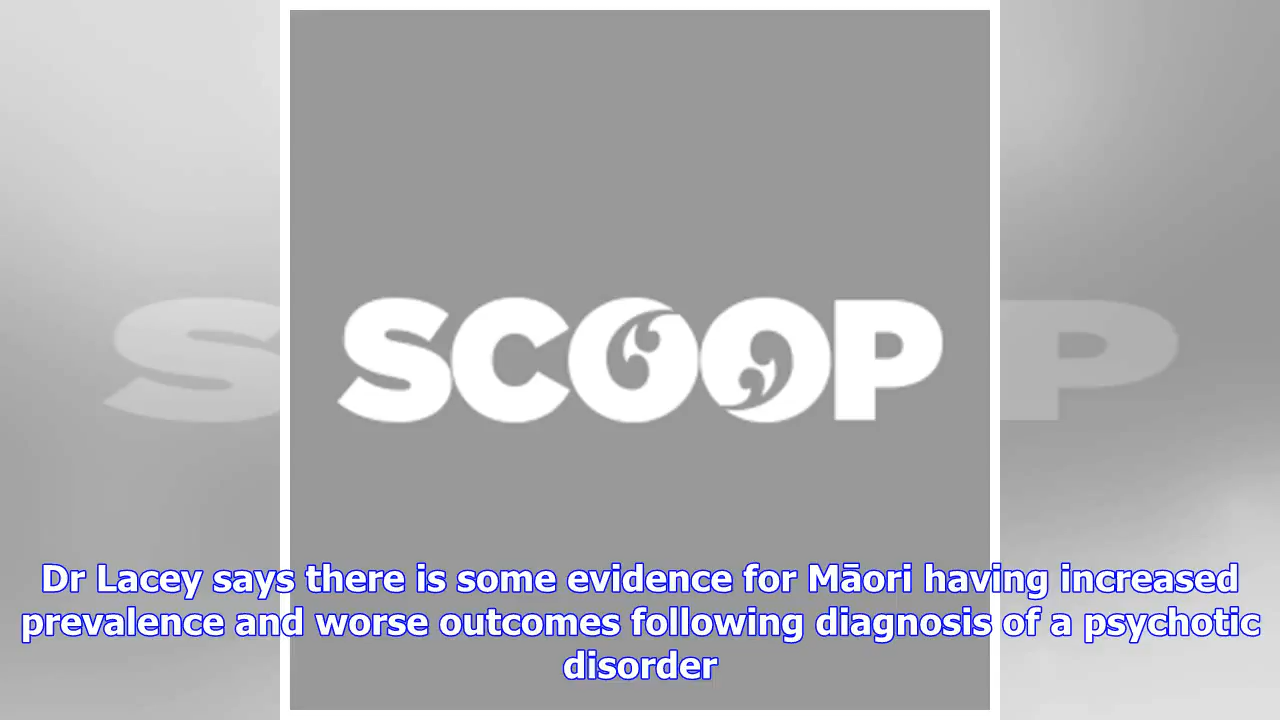 SCOOP
Dr Lacey says there is some evidence for Māori having increased
prevalence and worse outcomes following diagnosis of a psychotic
disorder